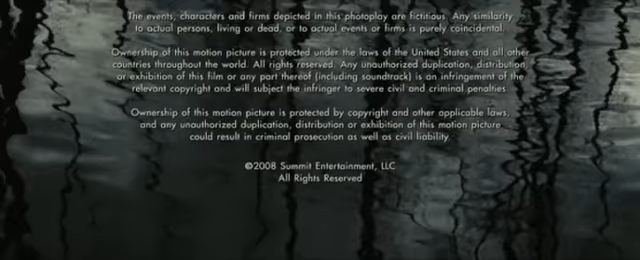 The events, characters and firms depicted in this photoplay are fictitious. Any similarity
to actual persons, living or dead, or to actual events or firms is purely coincidental.
Ownership of this motion picture is protected under the laws of the United States and all other
countries throughout the world. All rights reserved. Any unauthorized duplication, distribution,
or exhibition of this film or any part thereof (including soundtrack) is an infringement of the
relevant copyright and will subject the infringer to severe civil and criminal penalties.
Ownership of this motion picture is protected by copyright and other applicable laws,
and any unauthorized duplication, distribution or exhibition of this motion picture
could result in criminal prosecution as well as civil liability.
©2008 Summit Entertainment, LLC
All Rights Reserved